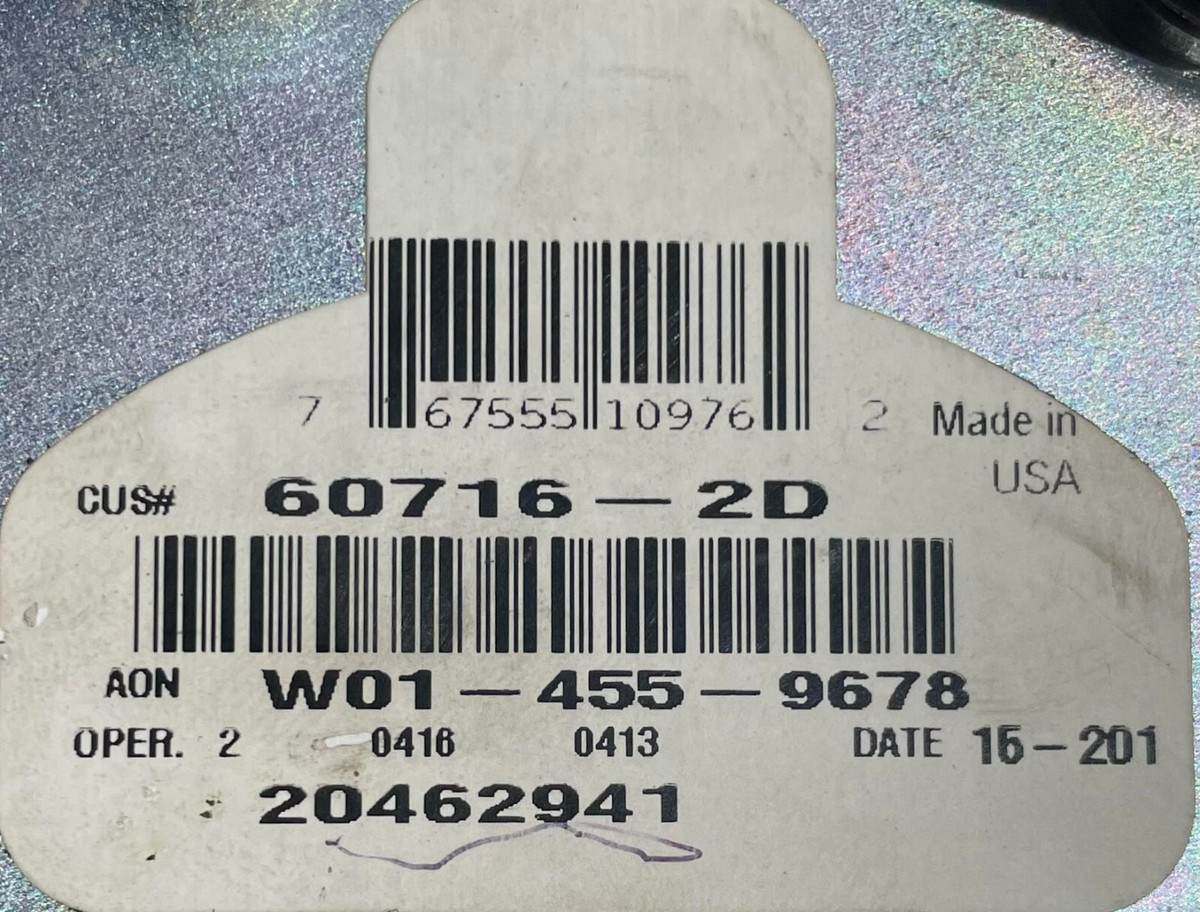 7 67555 10976 2 Made in
USA
CUS# 60716-2D
AON W01-455-9678
OPER. 2 0416 0413 DATE 15-201
20462941